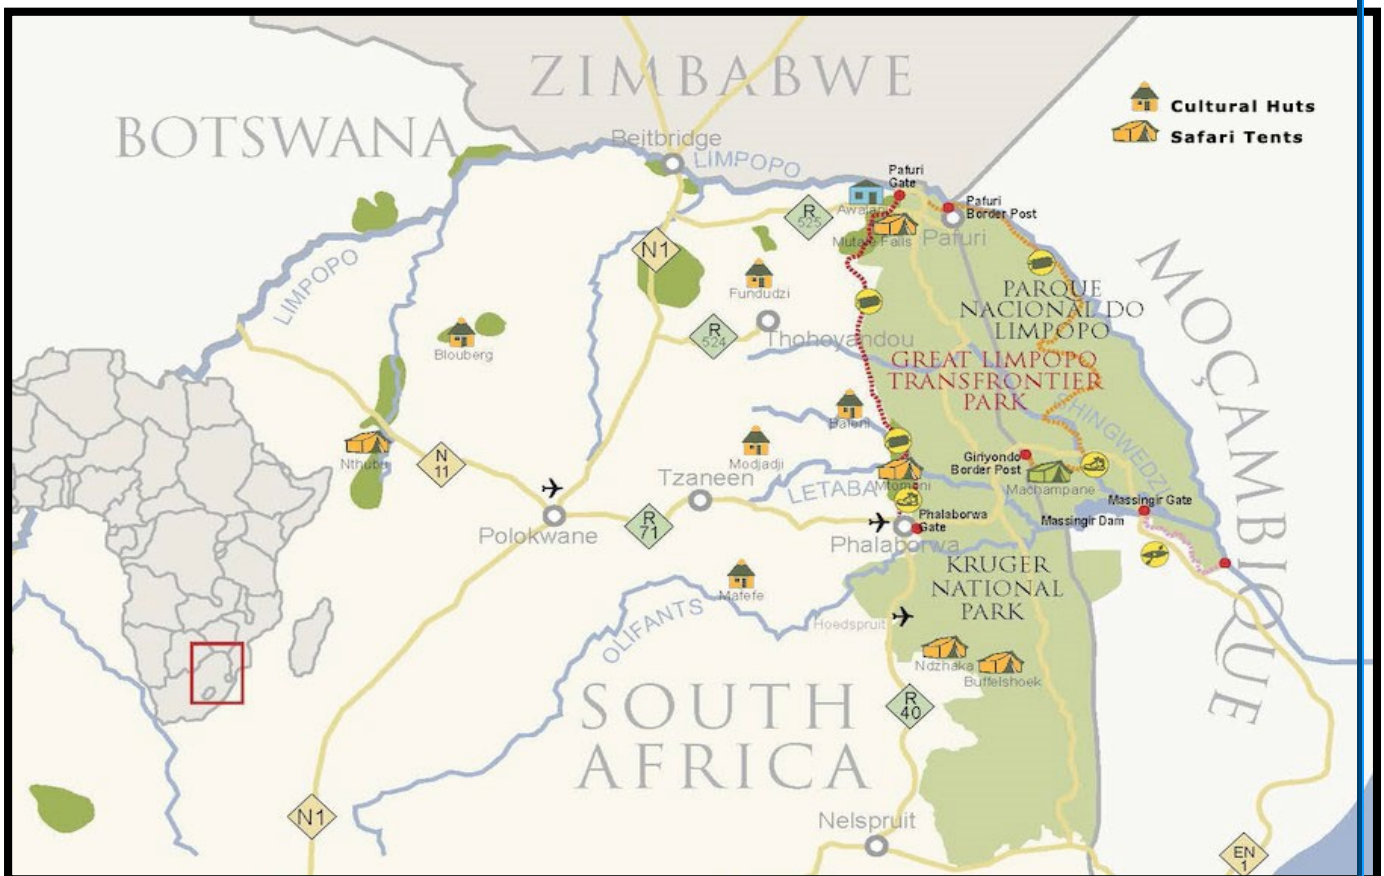 ZIMBABWE
BOTSWANA
Cultural Huts
Safari Tents
Beitbridge
LIMPOPO
Pafuri
Gate
Pafuri
Border Post
Pafuri
R
525
Mutale Falls
N1
LIMPOPO
Fundudzi
PARQUE
NACIONAL DO
LIMPOPO
MOÇAMBIQUE
R
524
Thohoyandou
Blouberg
GREAT LIMPOPO
TRANSFRONTIER
PARK
SHINGWEDZI
Baleni
Nthubu
N
11
Modjadji
Giriyondo
Border Post
Machampane
Tzaneen
LETABA
Mtomeni
Massingir Gate
Massingir Dam
Polokwane
R
71
Phalaborwa
Gate
Phalaborwa
KRUGER
NATIONAL
PARK
Mafefe
OLIFANTS
Hoedspruit
Ndzhaka
Buffelshoek
SOUTH
AFRICA
R
40
N1
Nelspruit
EN
1